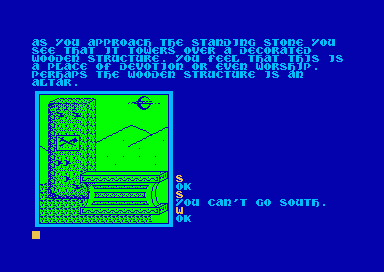 AS YOU APPROACH THE STANDING STONE YOU
SEE THAT IT TOWERS OVER A DECORATED
WOODEN STRUCTURE. YOU FEEL THAT THIS IS
A PLACE OF DEVOTION OR EVEN WORSHIP.
PERHAPS THE WOODEN STRUCTURE IS AN
ALTAR.
S
OK
S
YOU CAN'T GO SOUTH.
W
OK